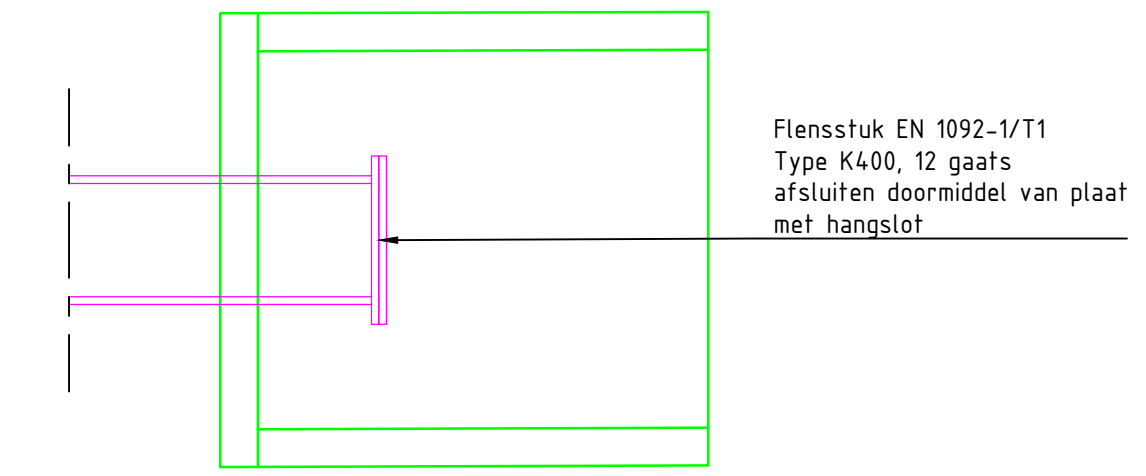 Flensstuk EN 1092-1/T1
Type K400, 12 gaats
afsluiten doormiddel van plaat
met hangslot